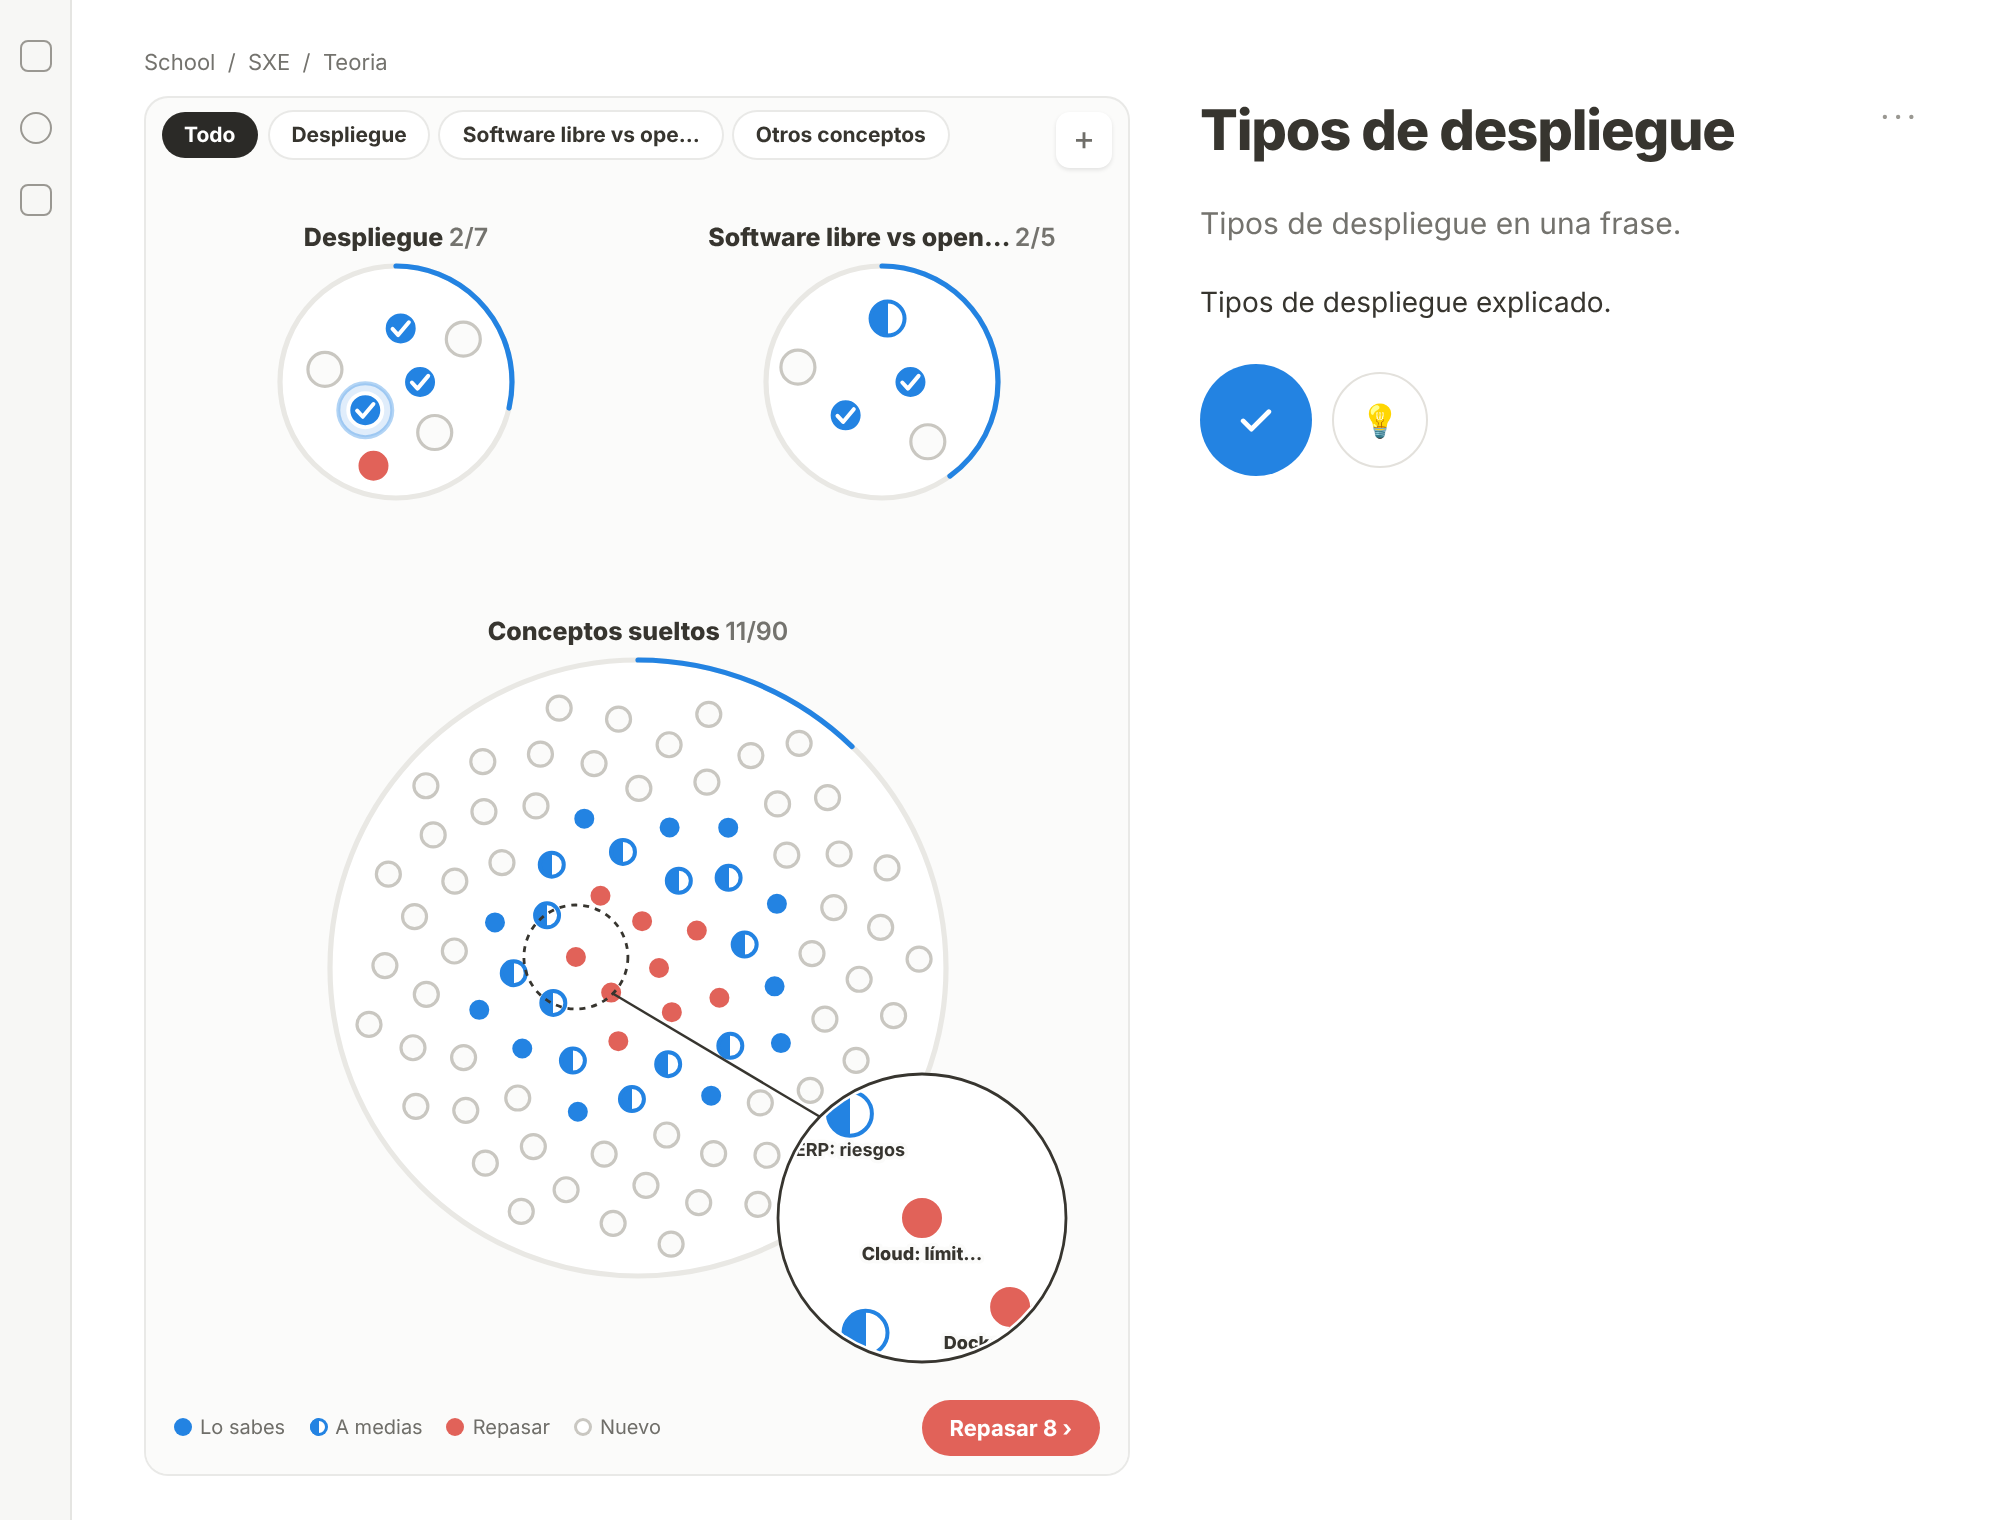 School / SXE / Teoria
Todo
Despliegue
Software libre vs ope...
Otros conceptos
+
Despliegue 2/7
Software libre vs open... 2/5
Conceptos sueltos 11/90
ERP: riesgos
Cloud: límit...
Dock
Lo sabes
A medias
Repasar
Nuevo
Repasar 8 ›
Tipos de despliegue
...
Tipos de despliegue en una frase.
Tipos de despliegue explicado.